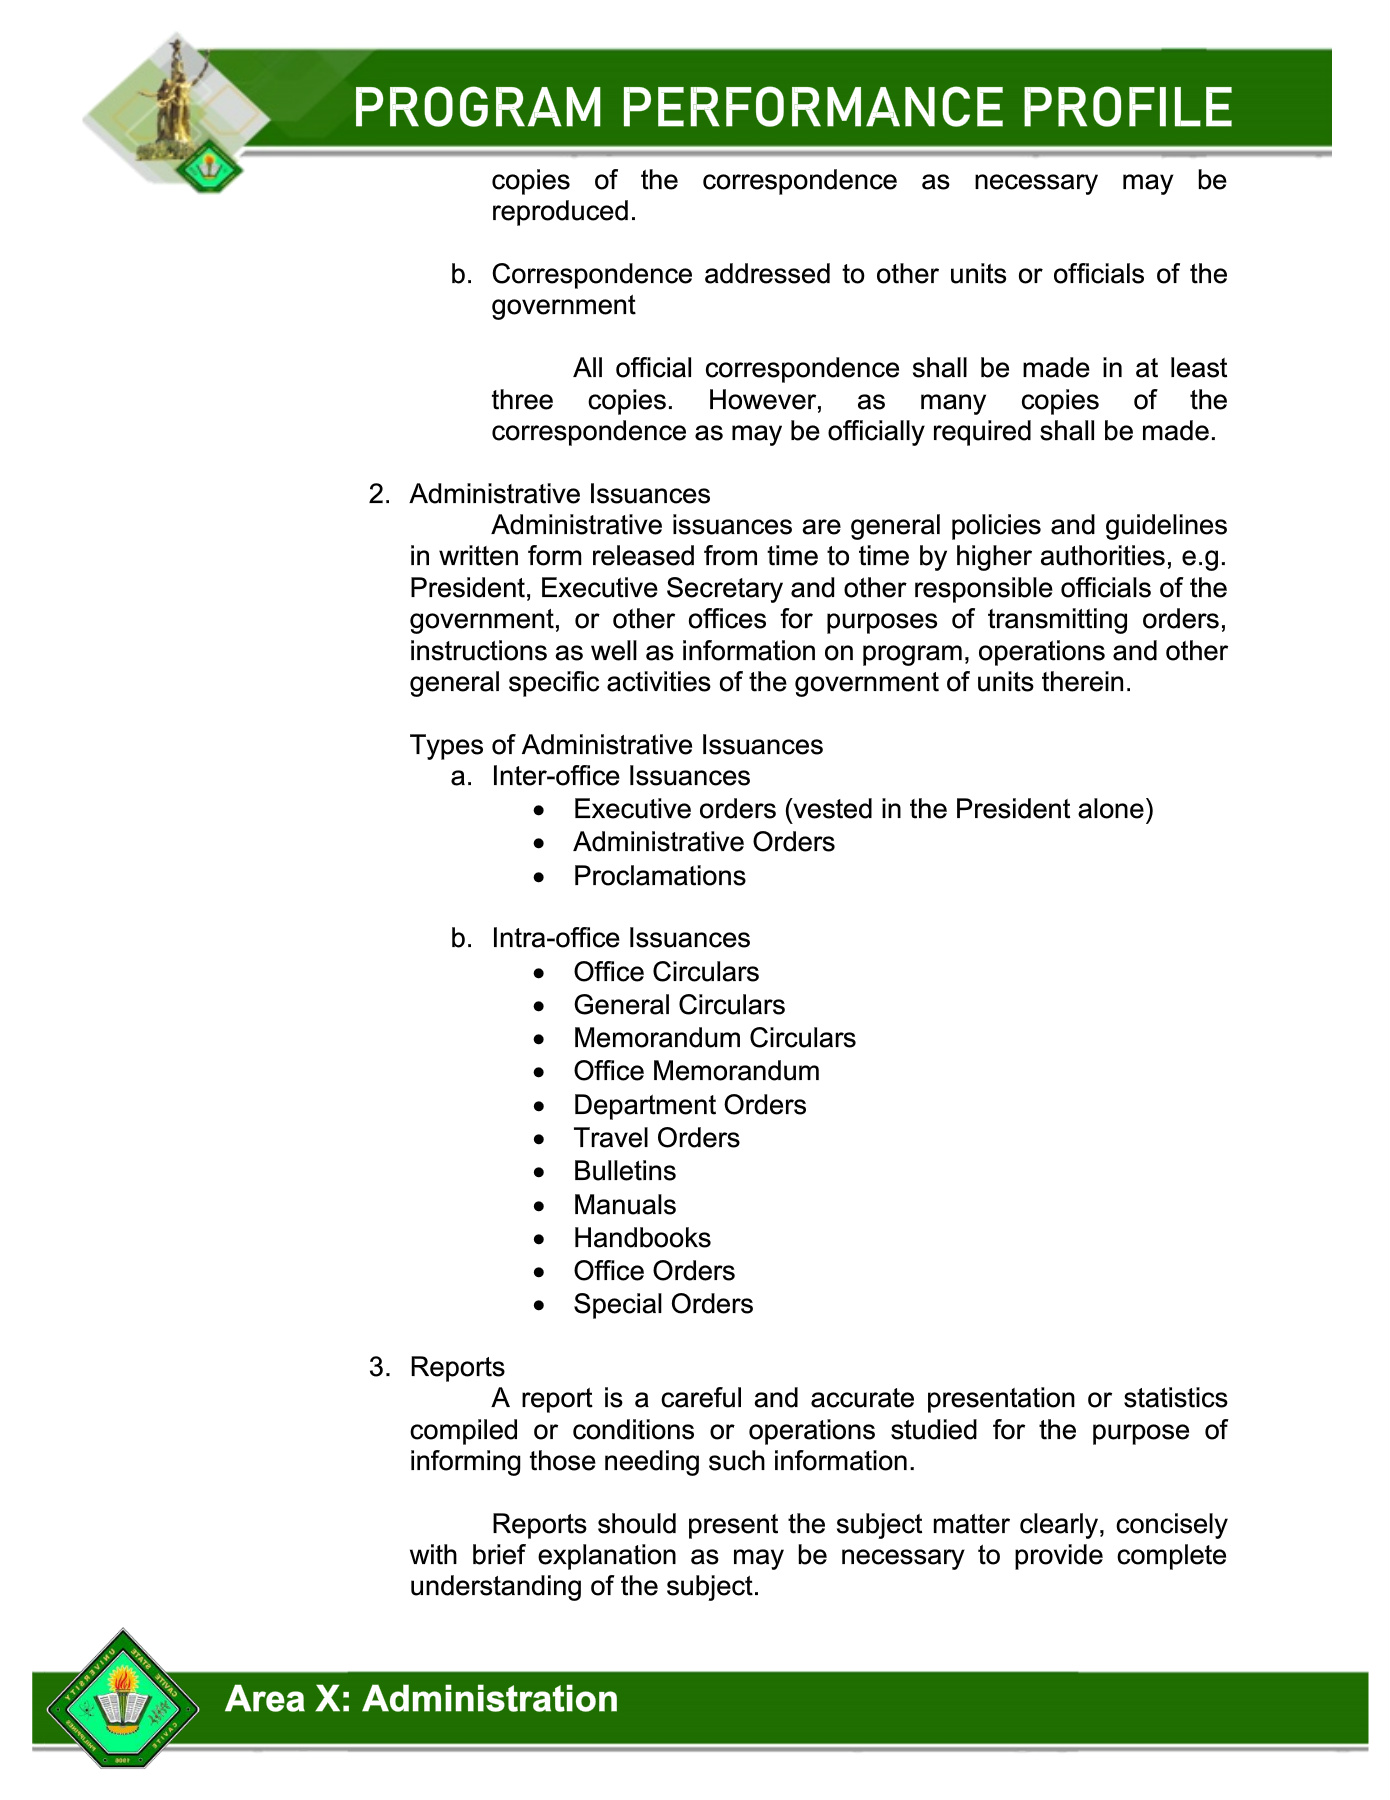 PROGRAM PERFORMANCE PROFILE
copies of the correspondence as necessary may be
reproduced.
b. Correspondence addressed to other units or officials of the
government
All official correspondence shall be made in at least
three copies. However, as many copies of the
correspondence as may be officially required shall be made.
2. Administrative Issuances
Administrative issuances are general policies and guidelines
in written form released from time to time by higher authorities, e.g.
President, Executive Secretary and other responsible officials of the
government, or other offices for purposes of transmitting orders,
instructions as well as information on program, operations and other
general specific activities of the government of units therein.
Types of Administrative Issuances
a. Inter-office Issuances
• Executive orders (vested in the President alone)
• Administrative Orders
• Proclamations
b. Intra-office Issuances
• Office Circulars
• General Circulars
• Memorandum Circulars
• Office Memorandum
• Department Orders
• Travel Orders
• Bulletins
• Manuals
• Handbooks
• Office Orders
• Special Orders
3. Reports
A report is a careful and accurate presentation or statistics
compiled or conditions or operations studied for the purpose of
informing those needing such information.
Reports should present the subject matter clearly, concisely
with brief explanation as may be necessary to provide complete
understanding of the subject.
CAVITE STATE UNIVERSITY
CAVITE PHILIPPINES
1906
Area X: Administration